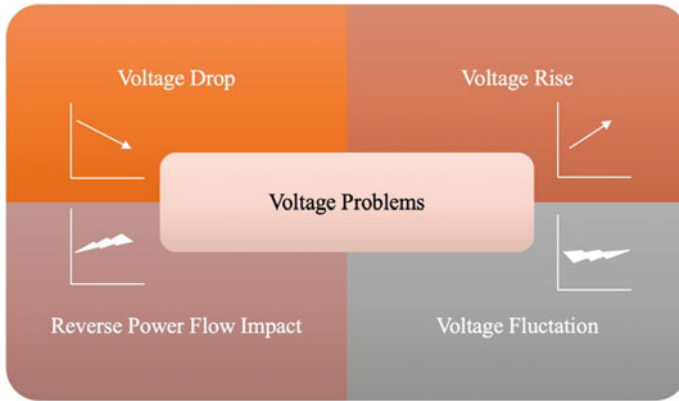 Voltage Drop
Voltage Rise
Voltage Problems
Reverse Power Flow Impact
Voltage Fluctation